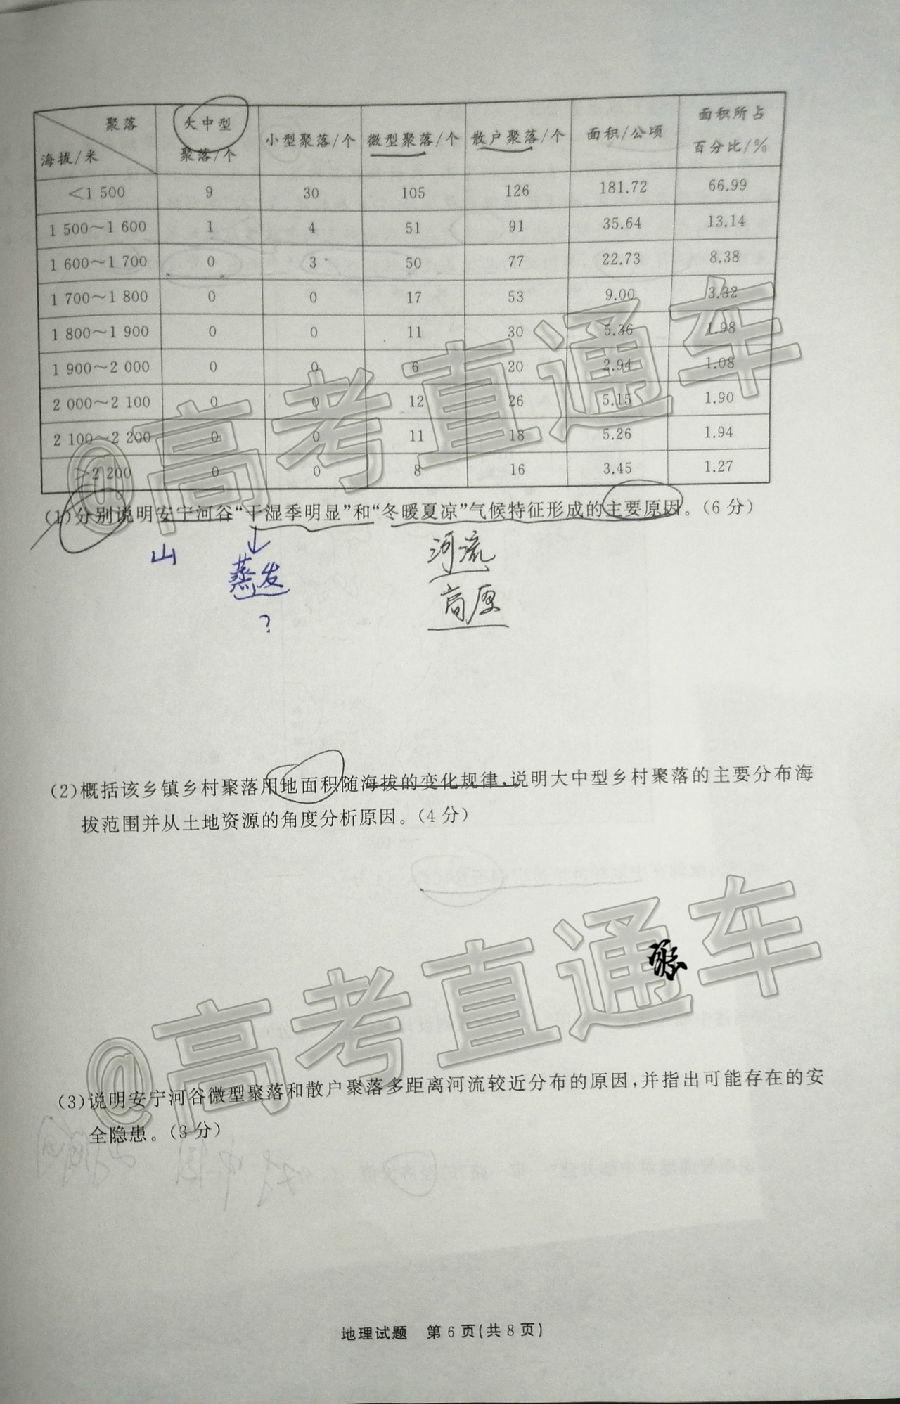 聚落 大中型 聚落/个 小型聚落/个 微型聚落/个 散户聚落/个 面积/公顷 面积所占百分比/%
海拔/米
<1 500 9 30 105 126 181.72 66.99
1 500~1 600 1 4 51 91 35.64 13.14
1 600~1 700 0 3 50 77 22.73 8.38
1 700~1 800 0 0 17 53 9.00 3.32
1 800~1 900 0 0 11 30 5.36 1.98
1 900~2 000 0 0 6 20 2.94 1.08
2 000~2 100 0 0 12 26 5.15 1.90
2 100~2 200 0 0 11 18 5.26 1.94
>2 200 0 0 8 16 3.45 1.27
@高考直通车
(1)分别说明安宁河谷“干湿季明显”和“冬暖夏凉”气候特征形成的主要原因。(6分)
山 蒸发 ?
河流
高原
(2)概括该乡镇乡村聚落用地面积随海拔的变化规律,说明大中型乡村聚落的主要分布海
拔范围并从土地资源的角度分析原因。(4分)
@高考直通车
密
(3)说明安宁河谷微型聚落和散户聚落多距离河流较近分布的原因,并指出可能存在的安
全隐患。(3分)
地理试题 第6页(共8页)